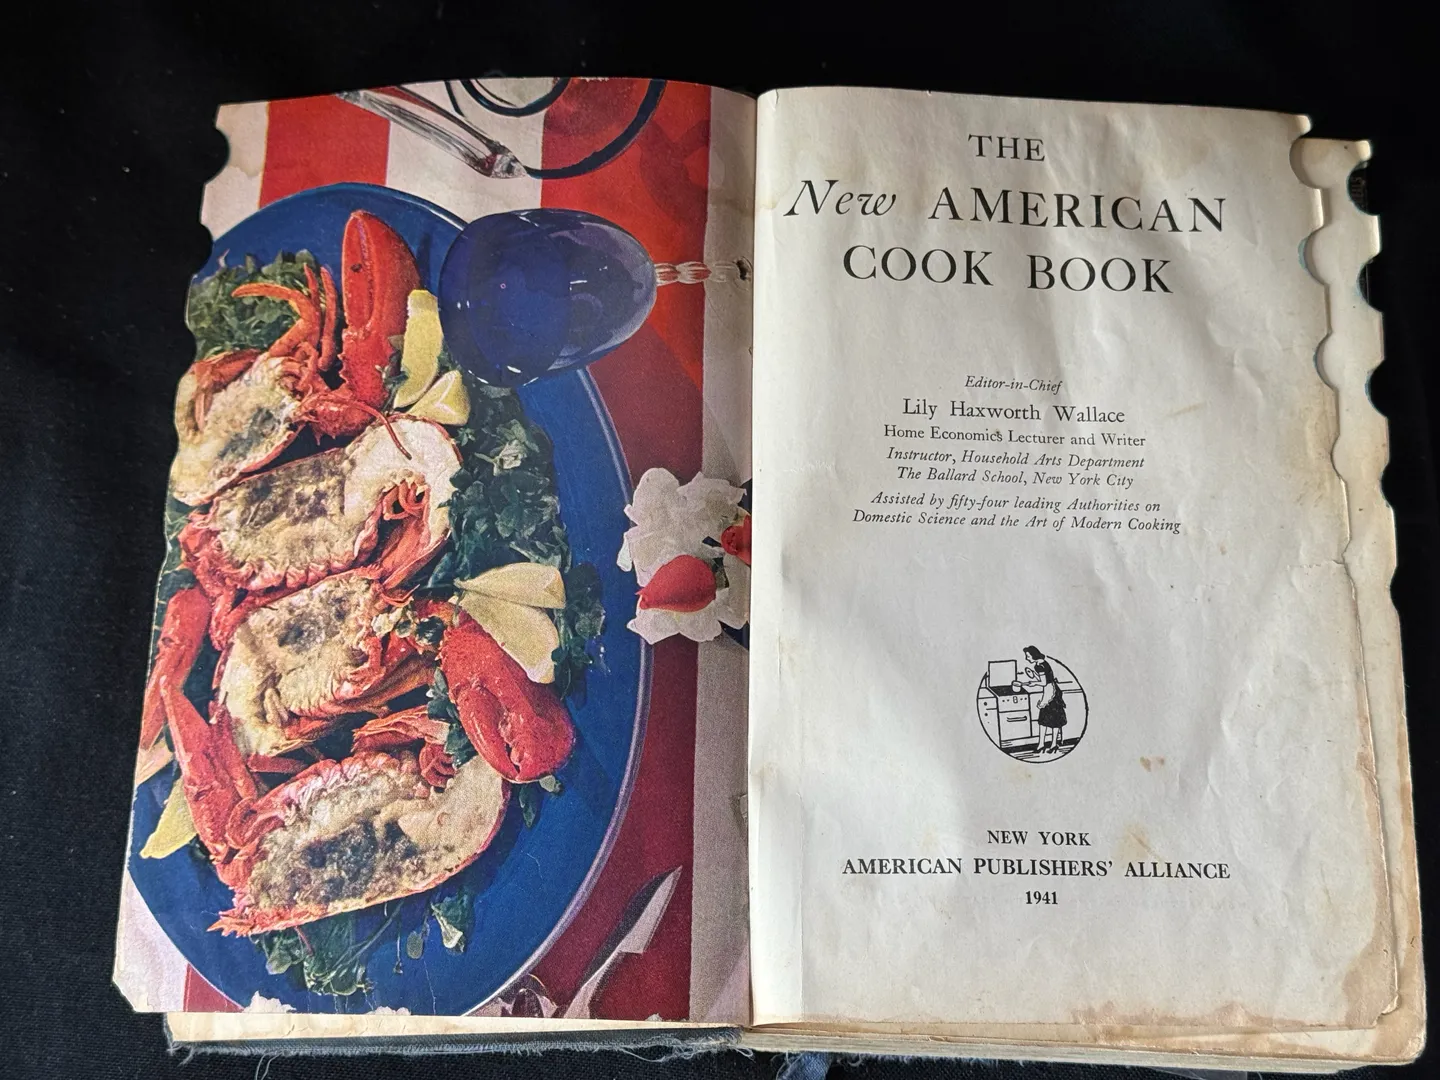 THE
New AMERICAN
COOK BOOK
Editor-in-Chief
Lily Haxworth Wallace
Home Economics Lecturer and Writer
Instructor, Household Arts Department
The Ballard School, New York City
Assisted by fifty-four leading Authorities on
Domestic Science and the Art of Modern Cooking
NEW YORK
AMERICAN PUBLISHERS' ALLIANCE
1941